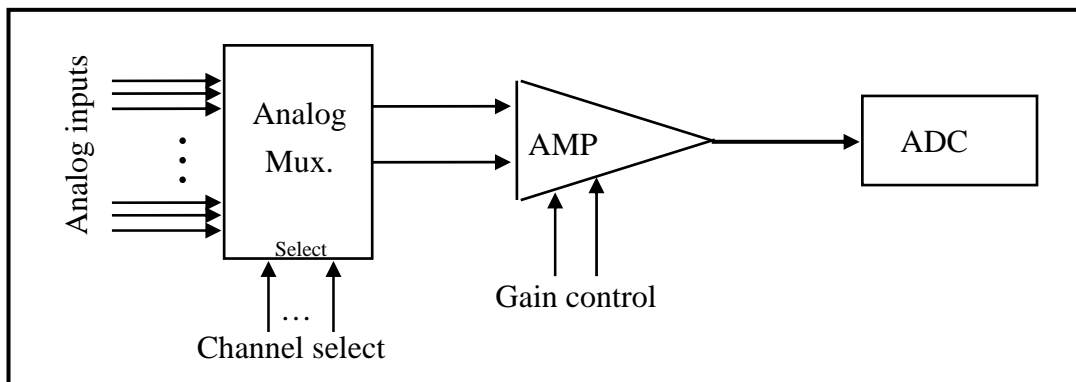 Analog inputs
Analog
Mux.
Select
...
Channel select
AMP
Gain control
ADC